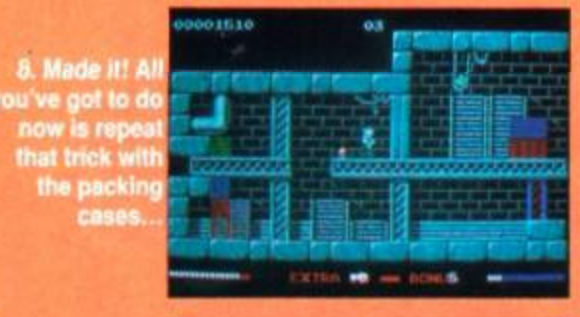 8. Made it! All
you've got to do
now is repeat
that trick with
the packing
cases...
00001510 03
EXTRA BONUS